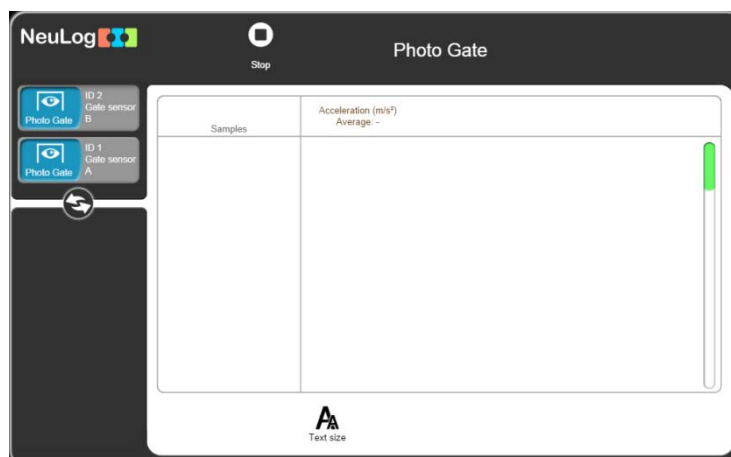 NeuLog
Stop
Photo Gate
ID 2
Gate sensor
B
Photo Gate
ID 1
Gate sensor
A
Photo Gate
Samples
Acceleration (m/s²)
Average: -
Text size